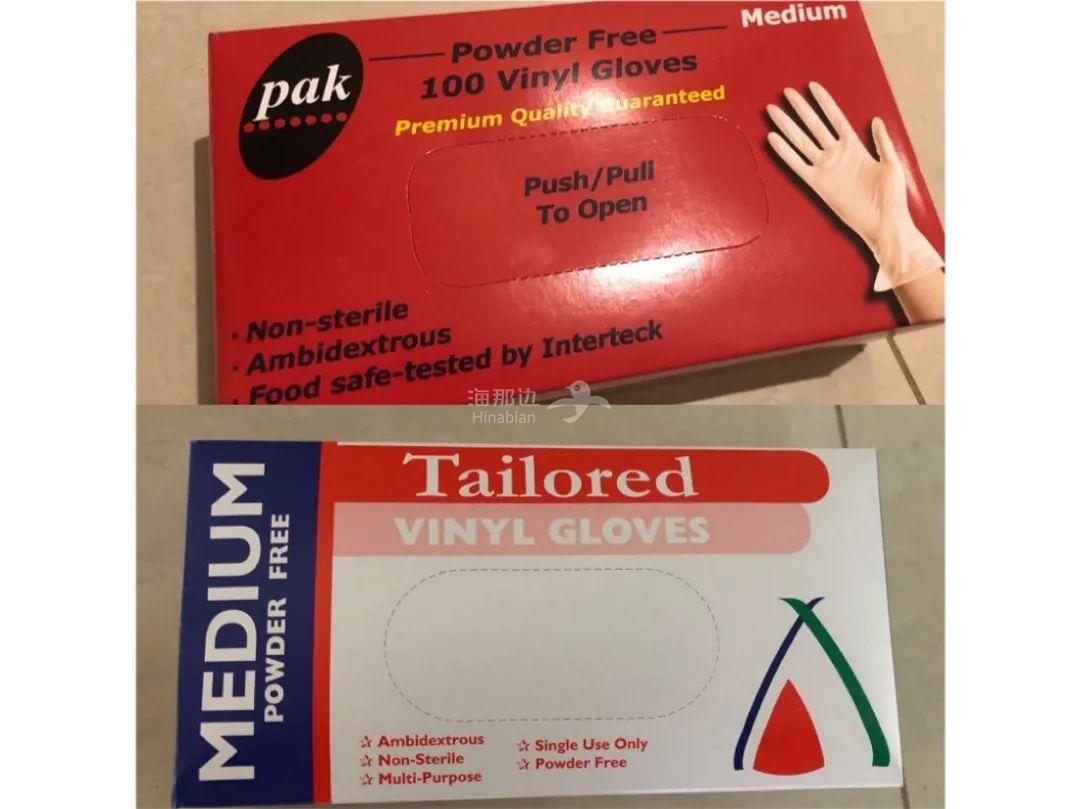 Medium
pak
Powder Free
100 Vinyl Gloves
Premium Quality Guaranteed
Push/Pull
To Open
· Non-sterile
· Ambidextrous
· Food safe-tested by Interteck
海那边
Hinabian
MEDIUM
POWDER FREE
Tailored
VINYL GLOVES
☆ Ambidextrous
☆ Non-Sterile
☆ Multi-Purpose
☆ Single Use Only
☆ Powder Free